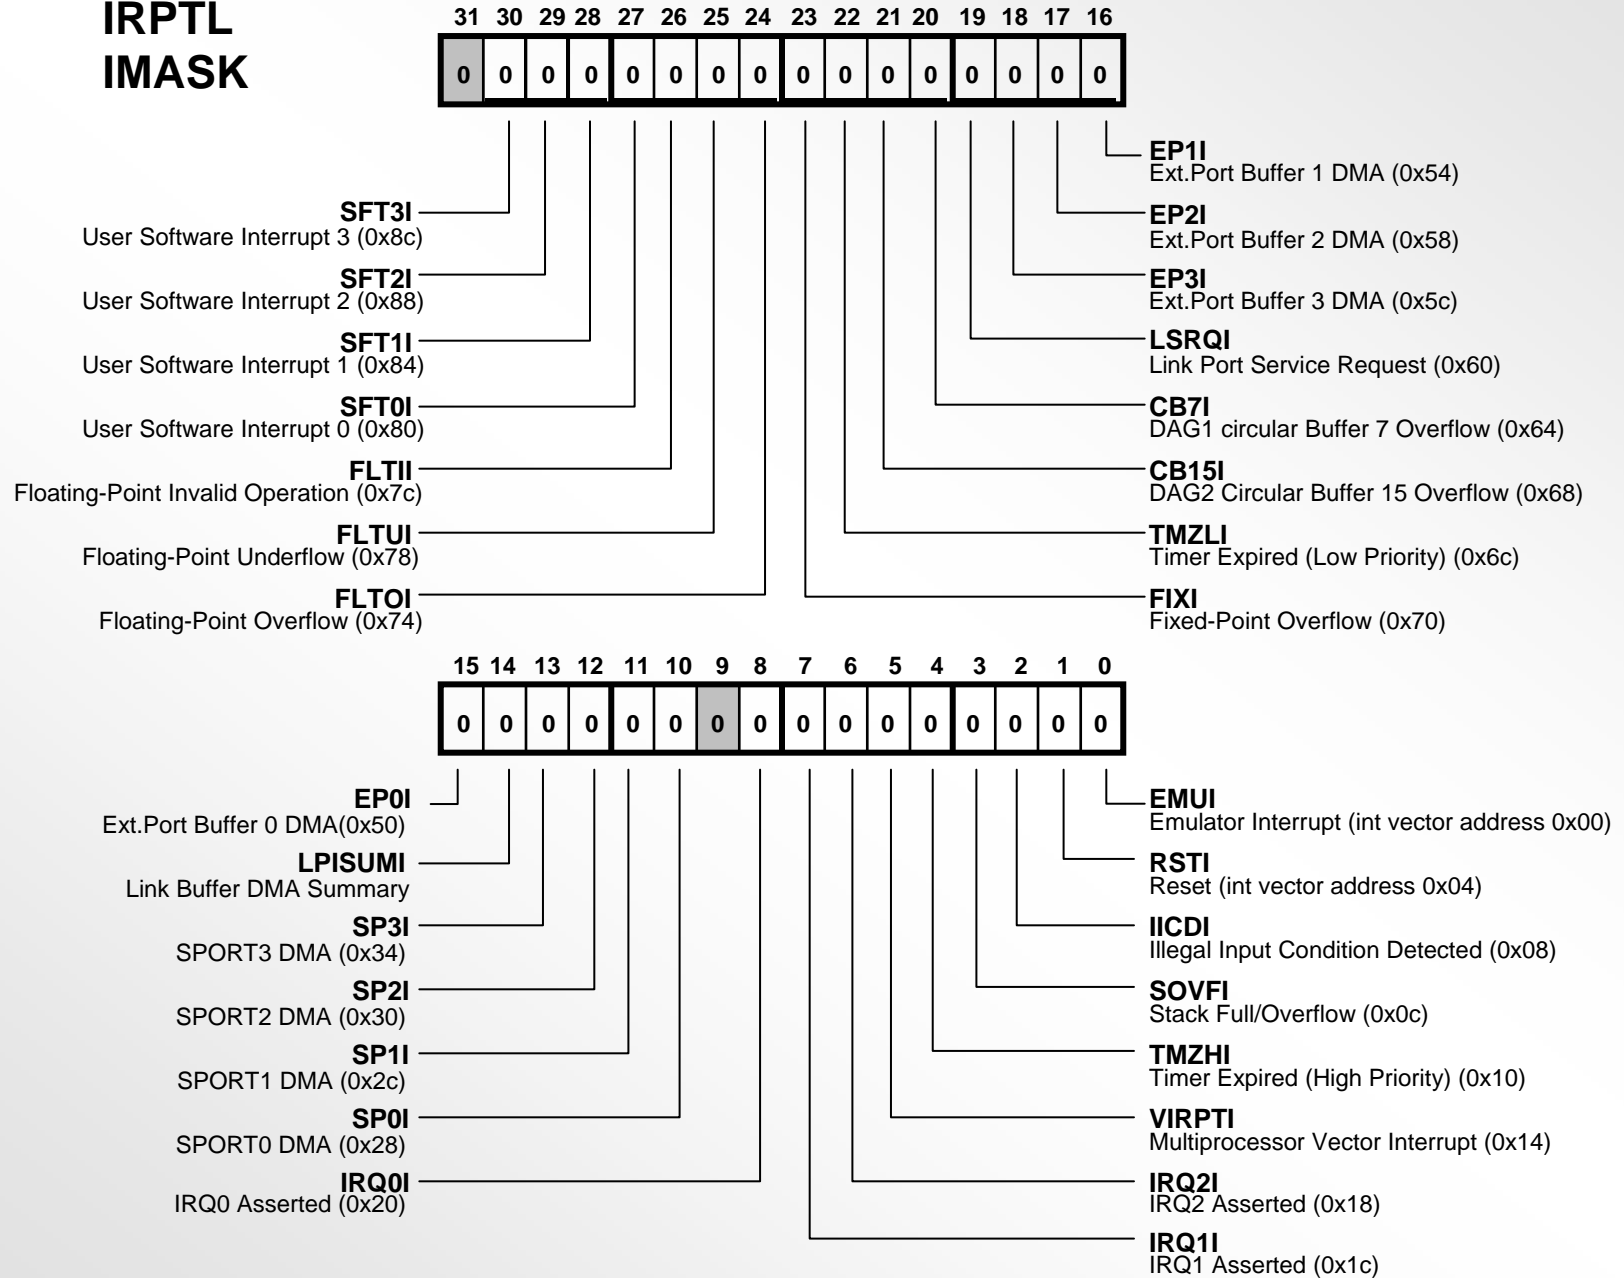 IRPTL
IMASK
31 30 29 28 27 26 25 24 23 22 21 20 19 18 17 16
0 0 0 0 0 0 0 0 0 0 0 0 0 0 0 0
SFT3I
User Software Interrupt 3 (0x8c)
SFT2I
User Software Interrupt 2 (0x88)
SFT1I
User Software Interrupt 1 (0x84)
SFT0I
User Software Interrupt 0 (0x80)
FLTII
Floating-Point Invalid Operation (0x7c)
FLTUI
Floating-Point Underflow (0x78)
FLTOI
Floating-Point Overflow (0x74)
EP1I
Ext.Port Buffer 1 DMA (0x54)
EP2I
Ext.Port Buffer 2 DMA (0x58)
EP3I
Ext.Port Buffer 3 DMA (0x5c)
LSRQI
Link Port Service Request (0x60)
CB7I
DAG1 circular Buffer 7 Overflow (0x64)
CB15I
DAG2 Circular Buffer 15 Overflow (0x68)
TMZLI
Timer Expired (Low Priority) (0x6c)
FIXI
Fixed-Point Overflow (0x70)
15 14 13 12 11 10 9 8 7 6 5 4 3 2 1 0
0 0 0 0 0 0 0 0 0 0 0 0 0 0 0 0
EP0I
Ext.Port Buffer 0 DMA(0x50)
LPISUMI
Link Buffer DMA Summary
SP3I
SPORT3 DMA (0x34)
SP2I
SPORT2 DMA (0x30)
SP1I
SPORT1 DMA (0x2c)
SP0I
SPORT0 DMA (0x28)
IRQ0I
IRQ0 Asserted (0x20)
EMUI
Emulator Interrupt (int vector address 0x00)
RSTI
Reset (int vector address 0x04)
IICDI
Illegal Input Condition Detected (0x08)
SOVFI
Stack Full/Overflow (0x0c)
TMZHI
Timer Expired (High Priority) (0x10)
VIRPTI
Multiprocessor Vector Interrupt (0x14)
IRQ2I
IRQ2 Asserted (0x18)
IRQ1I
IRQ1 Asserted (0x1c)